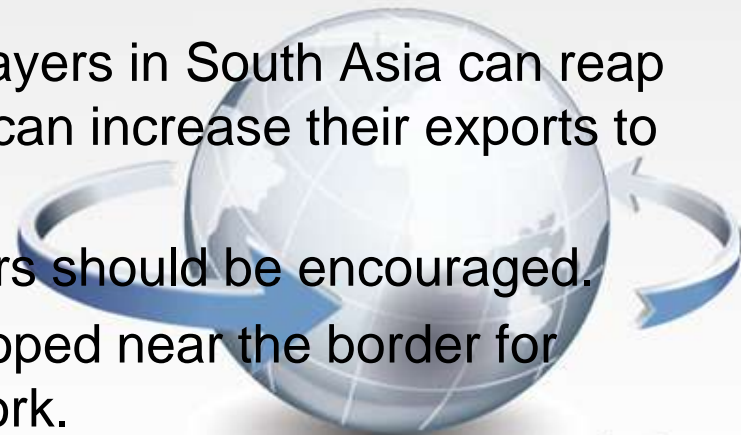 ayers in South Asia can reap
can increase their exports to
rs should be encouraged.
oped near the border for
ork.